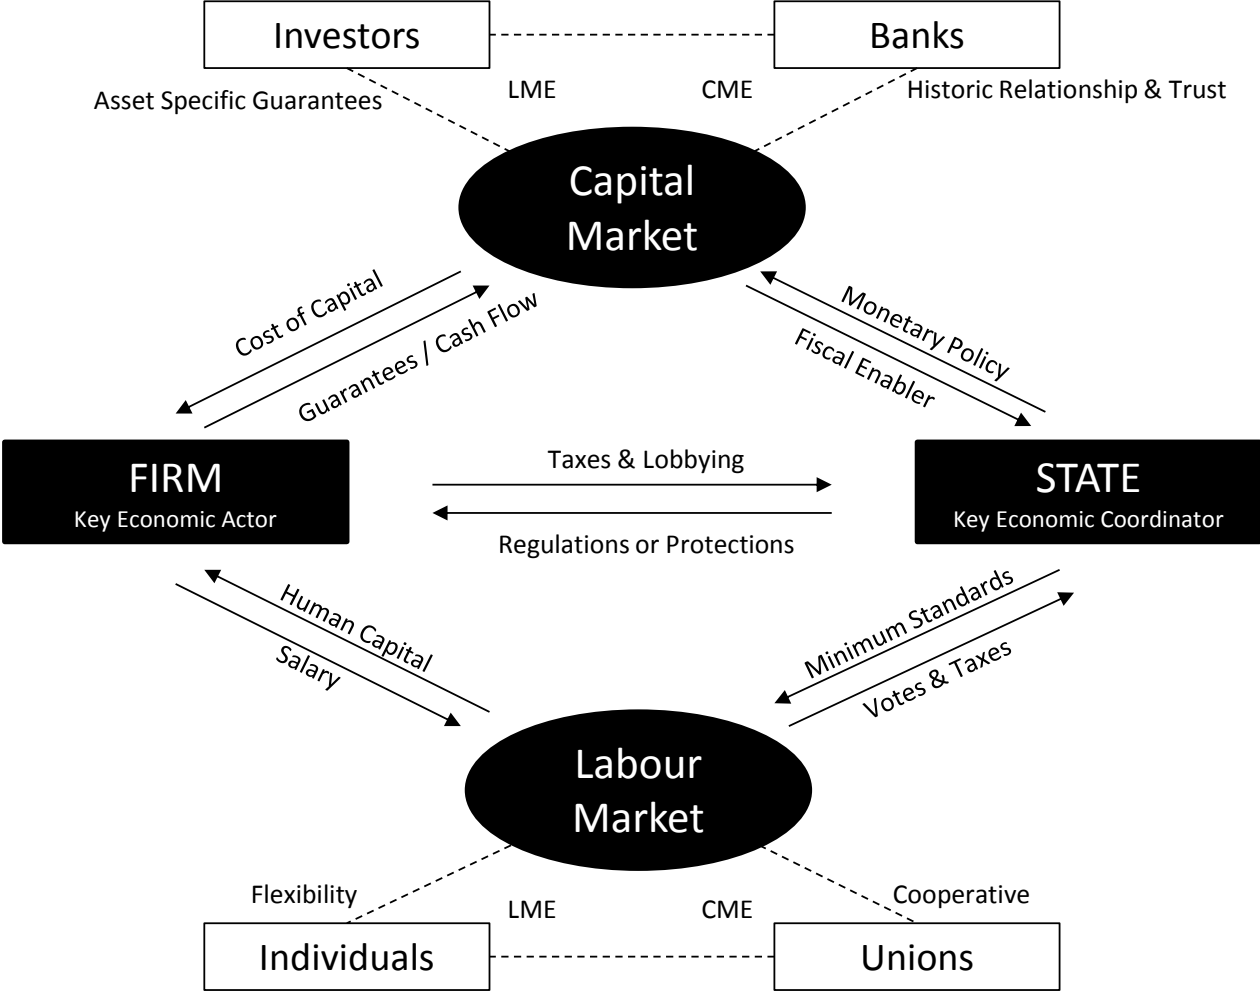 Investors
Banks
LME
CME
Asset Specific Guarantees
Historic Relationship & Trust
Capital
Market
Cost of Capital
Guarantees / Cash Flow
Monetary Policy
Fiscal Enabler
FIRM
Key Economic Actor
Taxes & Lobbying
Regulations or Protections
STATE
Key Economic Coordinator
Human Capital
Salary
Minimum Standards
Votes & Taxes
Labour
Market
Flexibility
LME
CME
Cooperative
Individuals
Unions